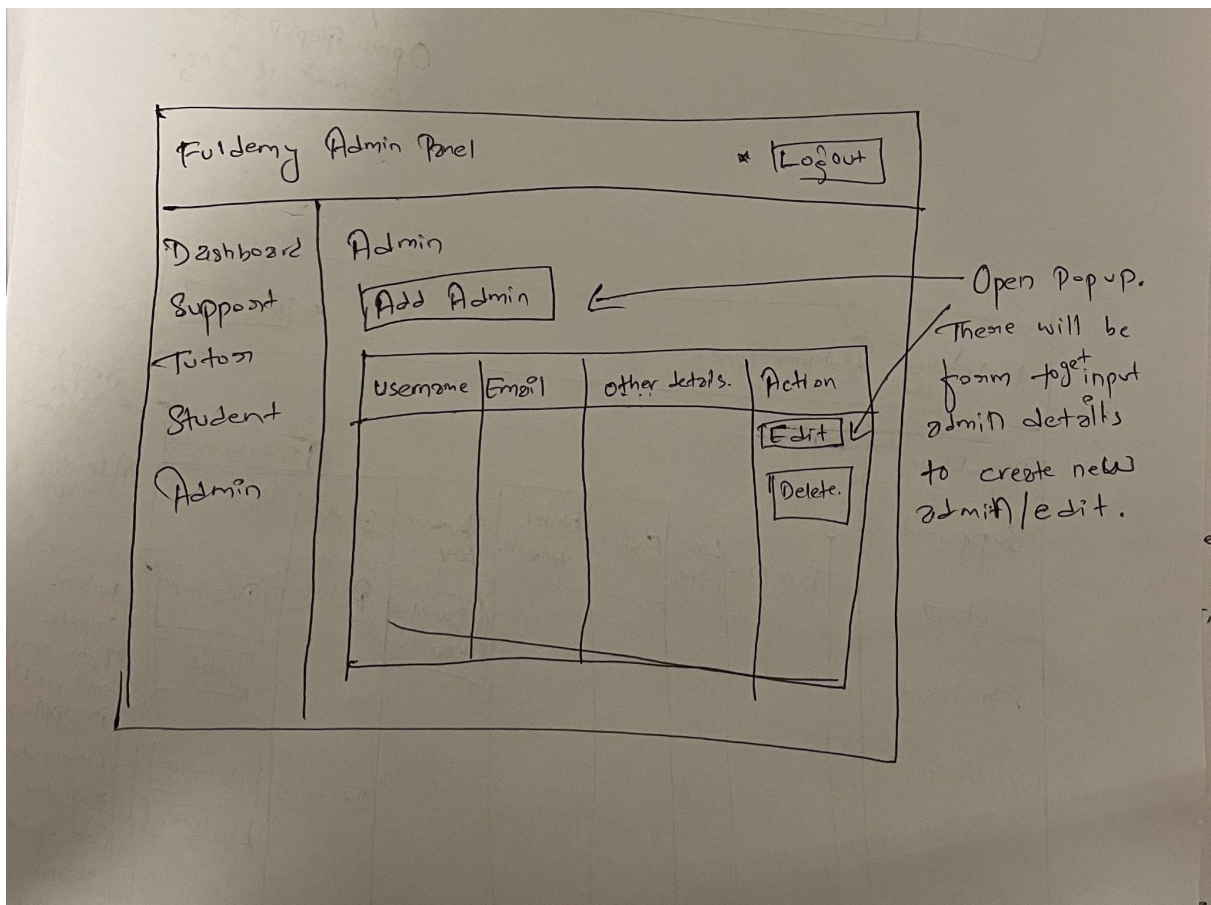 Fuldemy Admin Panel
* Logout
Dashboard
Support
Tutor
Student
Admin
Admin
Add Admin
Username Email Other details. Action
Edit
Delete.
Open Popup.
There will be
form to get input
admin details
to create new
admin/edit.